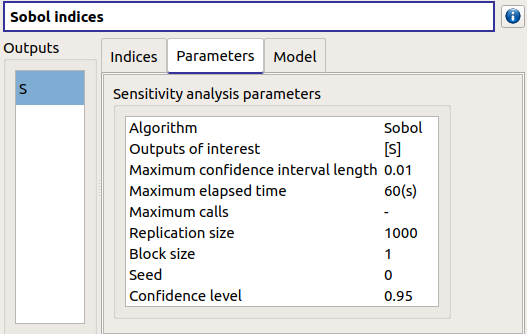 Sobol indices
Outputs
Indices Parameters Model
S
Sensitivity analysis parameters
Algorithm Sobol
Outputs of interest [S]
Maximum confidence interval length 0.01
Maximum elapsed time 60(s)
Maximum calls -
Replication size 1000
Block size 1
Seed 0
Confidence level 0.95